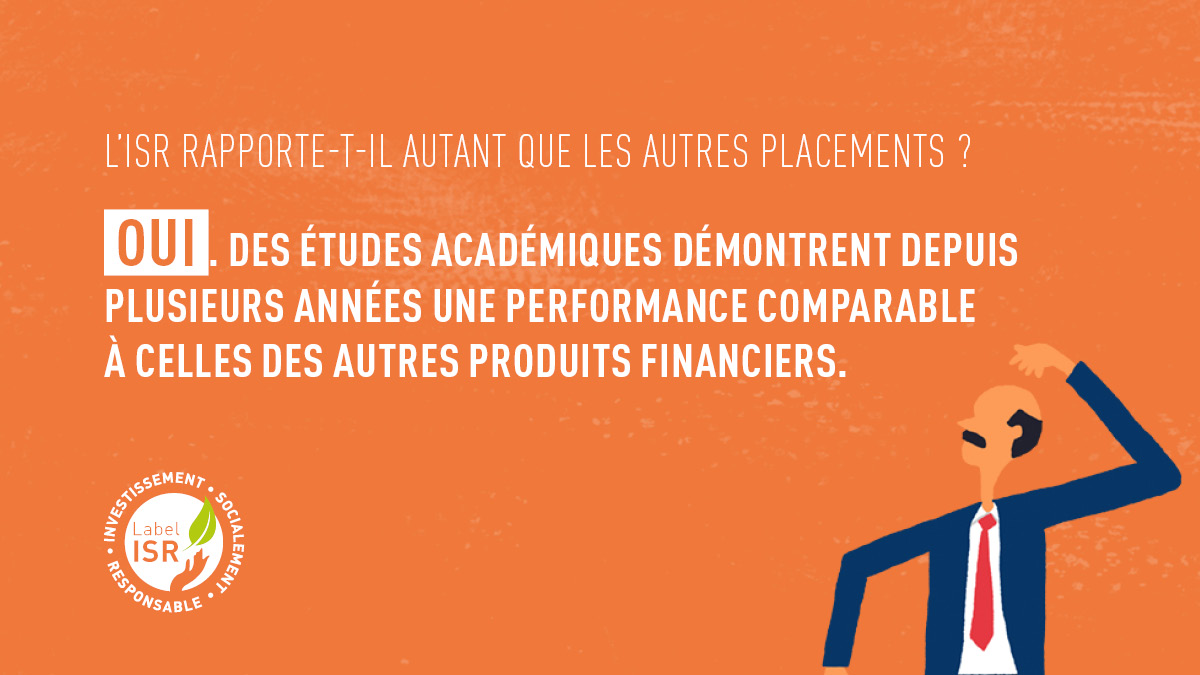 L'ISR RAPPORTE-T-IL AUTANT QUE LES AUTRES PLACEMENTS ?
OUI. DES ÉTUDES ACADÉMIQUES DÉMONTRENT DEPUIS
PLUSIEURS ANNÉES UNE PERFORMANCE COMPARABLE
À CELLES DES AUTRES PRODUITS FINANCIERS.
• INVESTISSEMENT • SOCIALEMENT • RESPONSABLE
Label
ISR